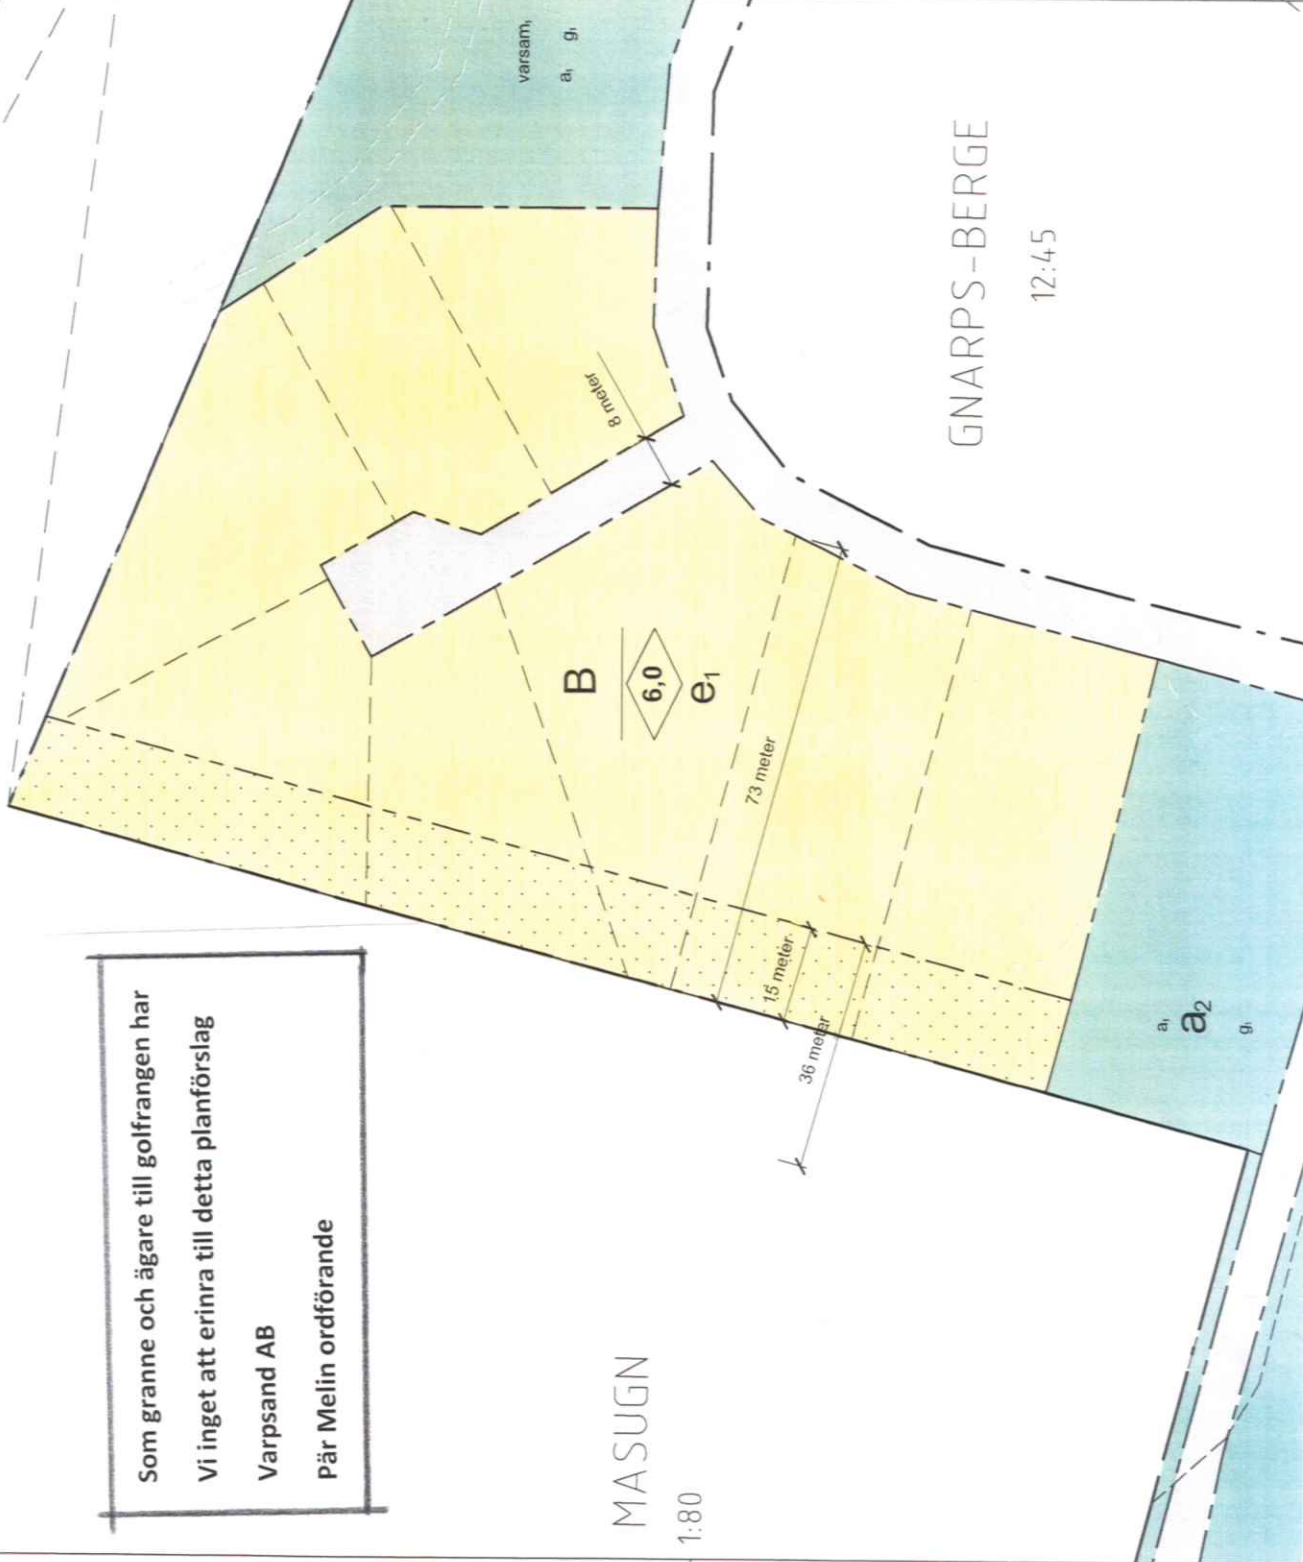 Som granne och ägare till golfrangen har
Vi inget att erinra till detta planförslag
Varpsand AB
Pär Melin ordförande
MASUGN
1:80
B
6,0
e1
8 meter
73 meter
15 meter
36 meter
varsam,
a1 g1
GNARPS-BERGE
12:45
a1
a2
g1